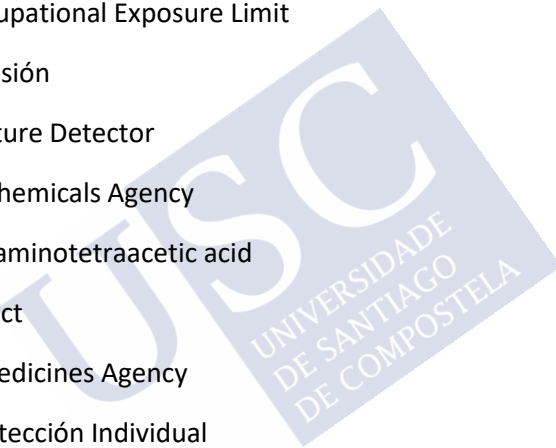 upational Exposure Limit
sión
ture Detector
hemicals Agency
aminotetraacetic acid
ct
edicines Agency
tección Individual
USC
UNIVERSIDADE
DE SANTIAGO
DE COMPOSTELA